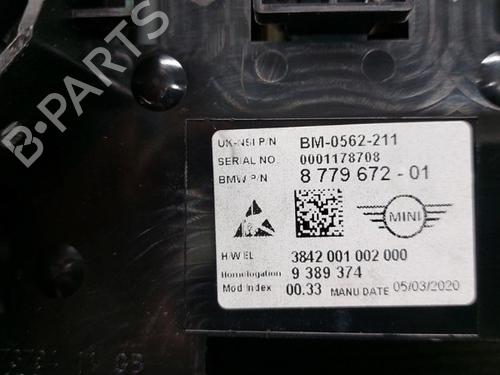 B-PARTS
UK-NSI P/N BM-0562-211
SERIAL NO. 0001178708
BMW P/N 8 779 672 - 01
MINI
H/W EL 3842 001 002 000
Homologation 9 389 374
Mod Index 00.33 MANU DATE 05/03/2020